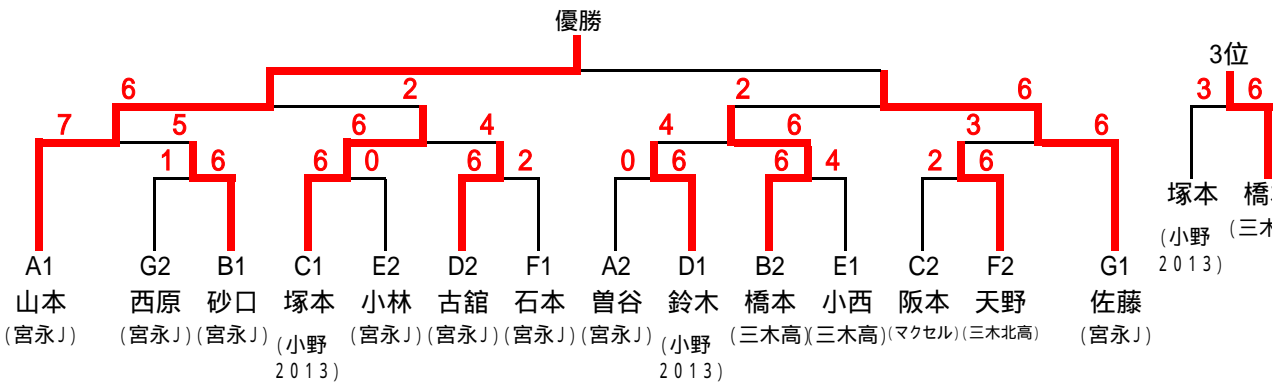 優勝
3位
6 2 2 6 3 6
7 5 6 4 4 6 3 6
1 6 6 0 6 2 0 6 6 4 2 6
塚本
(小野
2013)
A1 G2 B1 C1 E2 D2 F1 A2 D1 B2 E1 C2 F2 G1
山本 西原 砂口 塚本 小林 古舘 石本 曽谷 鈴木 橋本 小西 阪本 天野 佐藤
(宮永J) (宮永J) (宮永J) (小野 (宮永J) (宮永J) (宮永J) (宮永J) (小野 (三木高) (三木高) (マクセル) (三木北高) (宮永J)
2013) 2013)